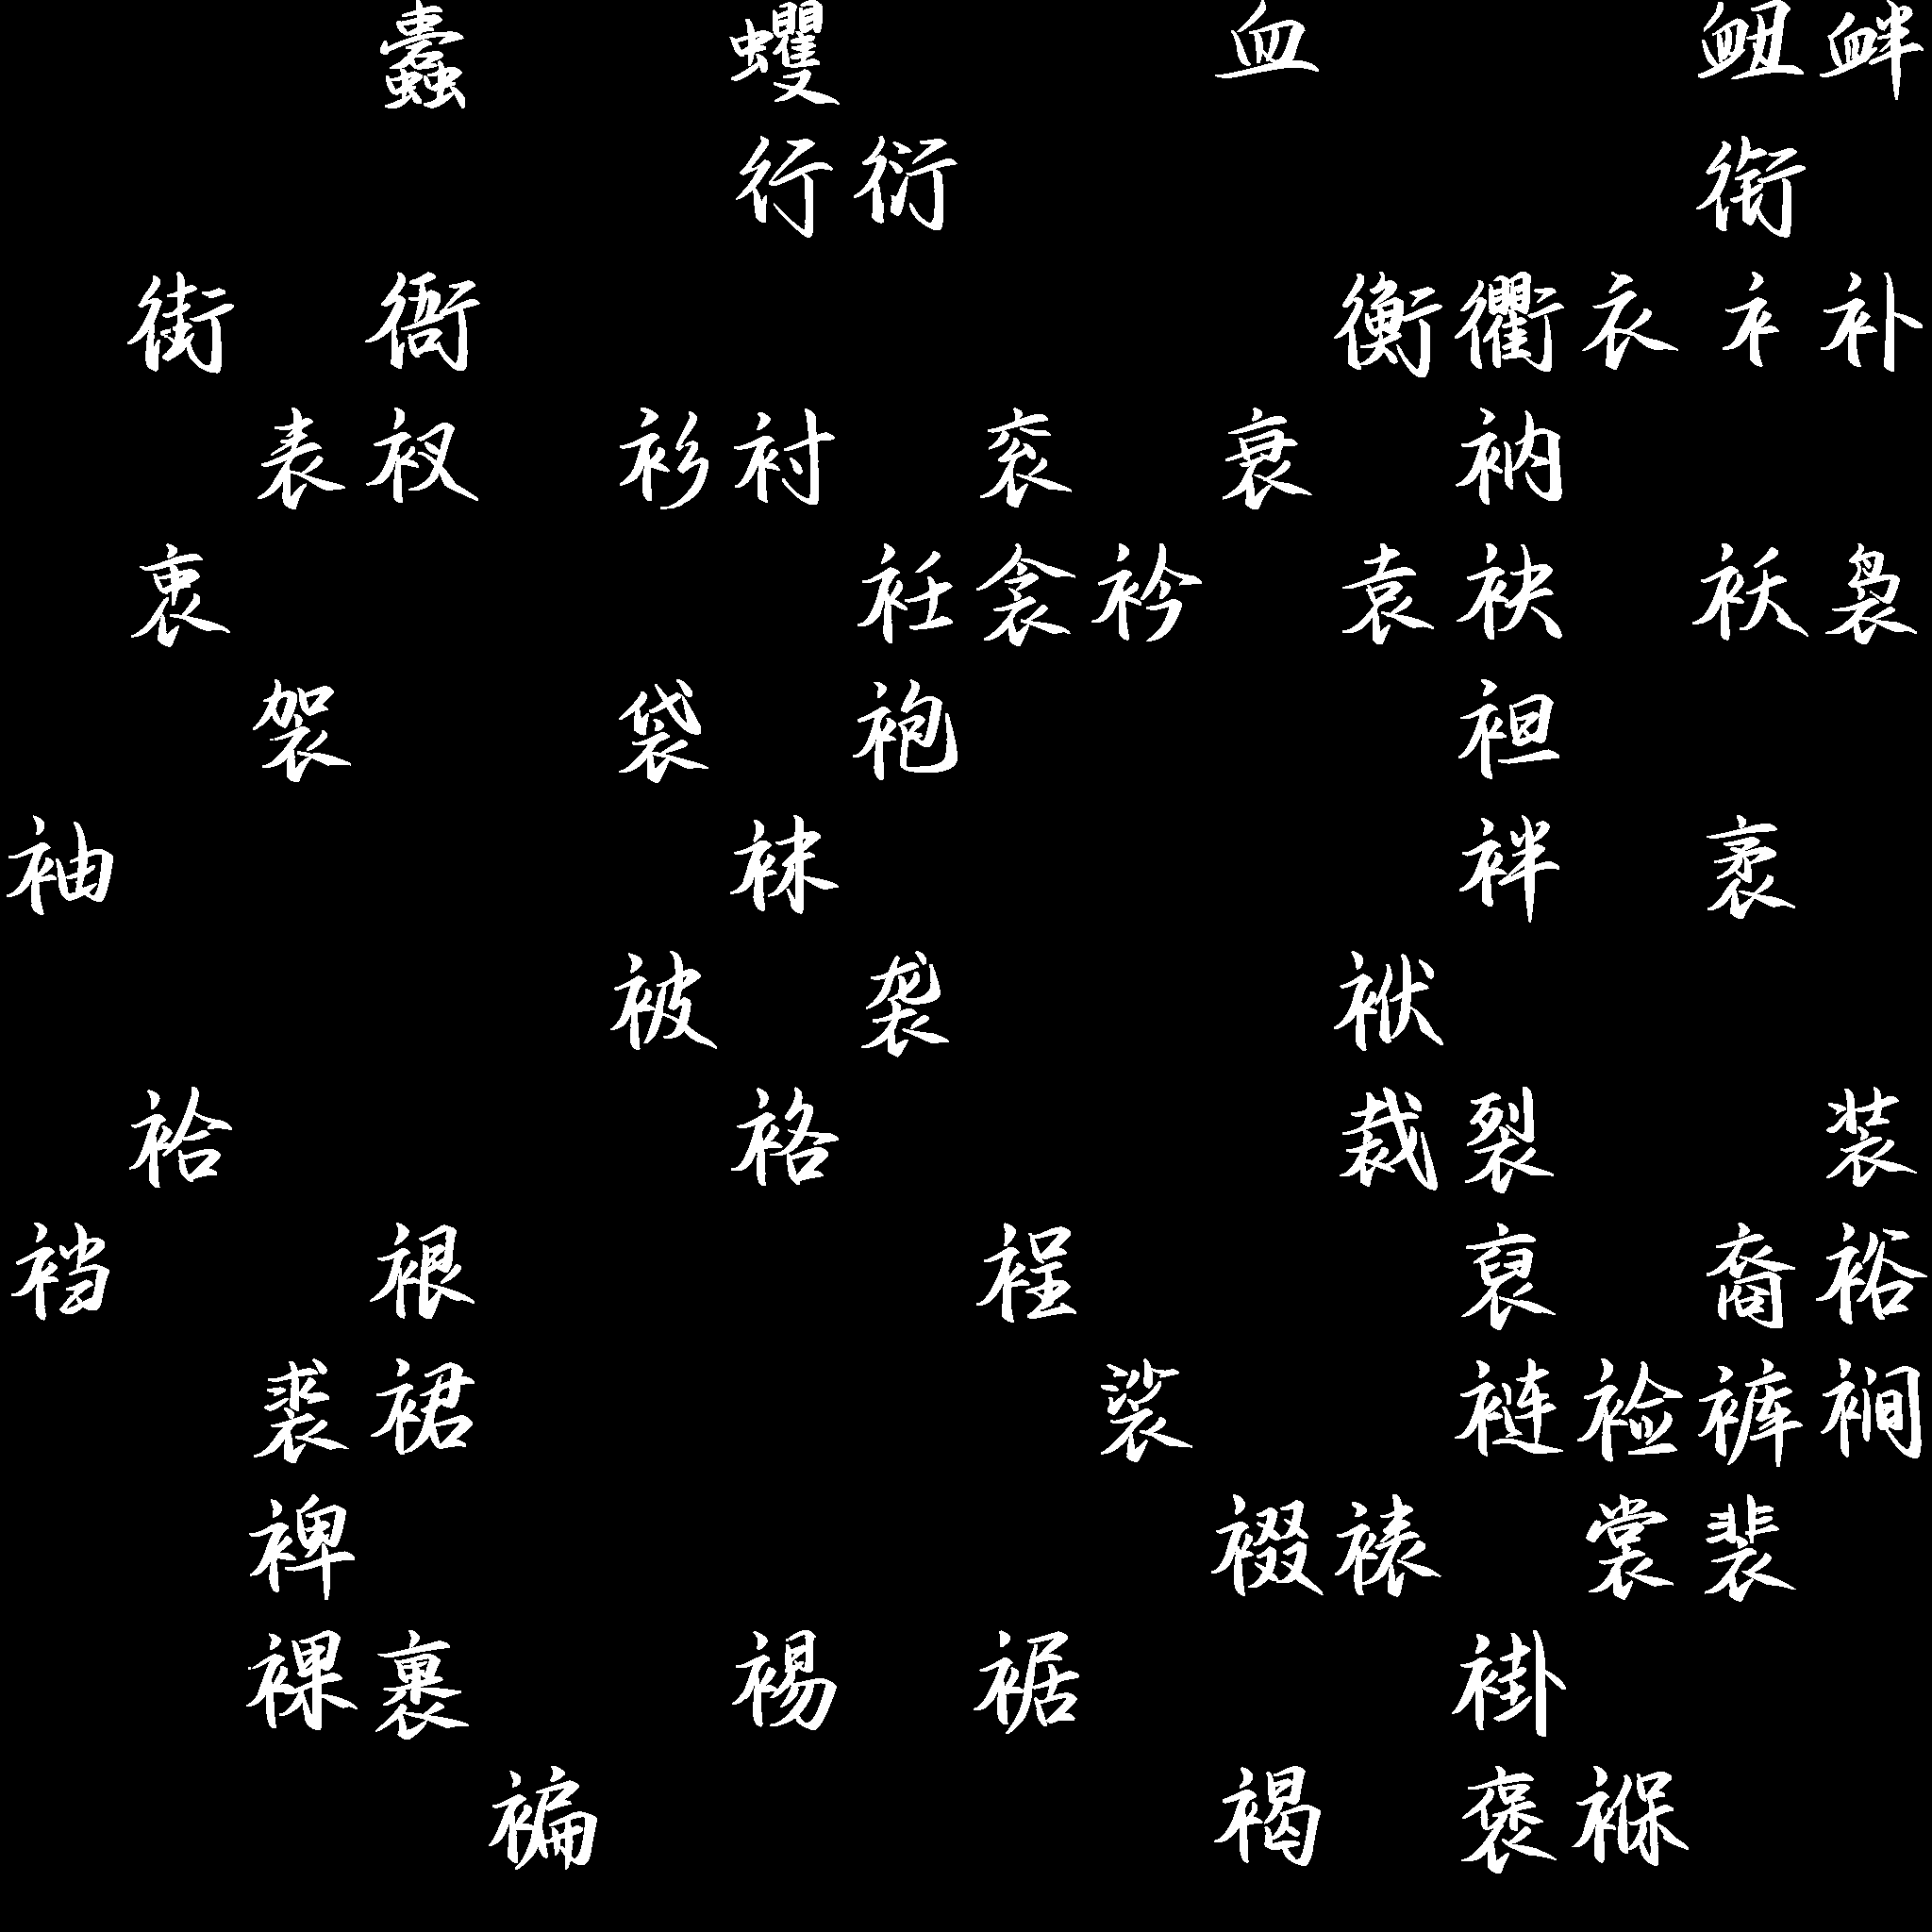 蠹 蠼 血 衄 衅
行 衍 衔
街 衙 衡 衢 衣 衤 补
表 衩 衫 衬 衮 衰 衲
衷 衽 衾 衿 袁 袂 袄 袅
袈 袋 袍 袒
袖 袜 袢 袤
被 袭 袱
袷 袼 裁 裂 装
裆 裉 裎 裒 裔 裕
裘 裙 裟 裢 裣 裤 裥
裨 裰 裱 裳 裴
裸 裹 裼 裾 褂
褊 褐 褒 褓